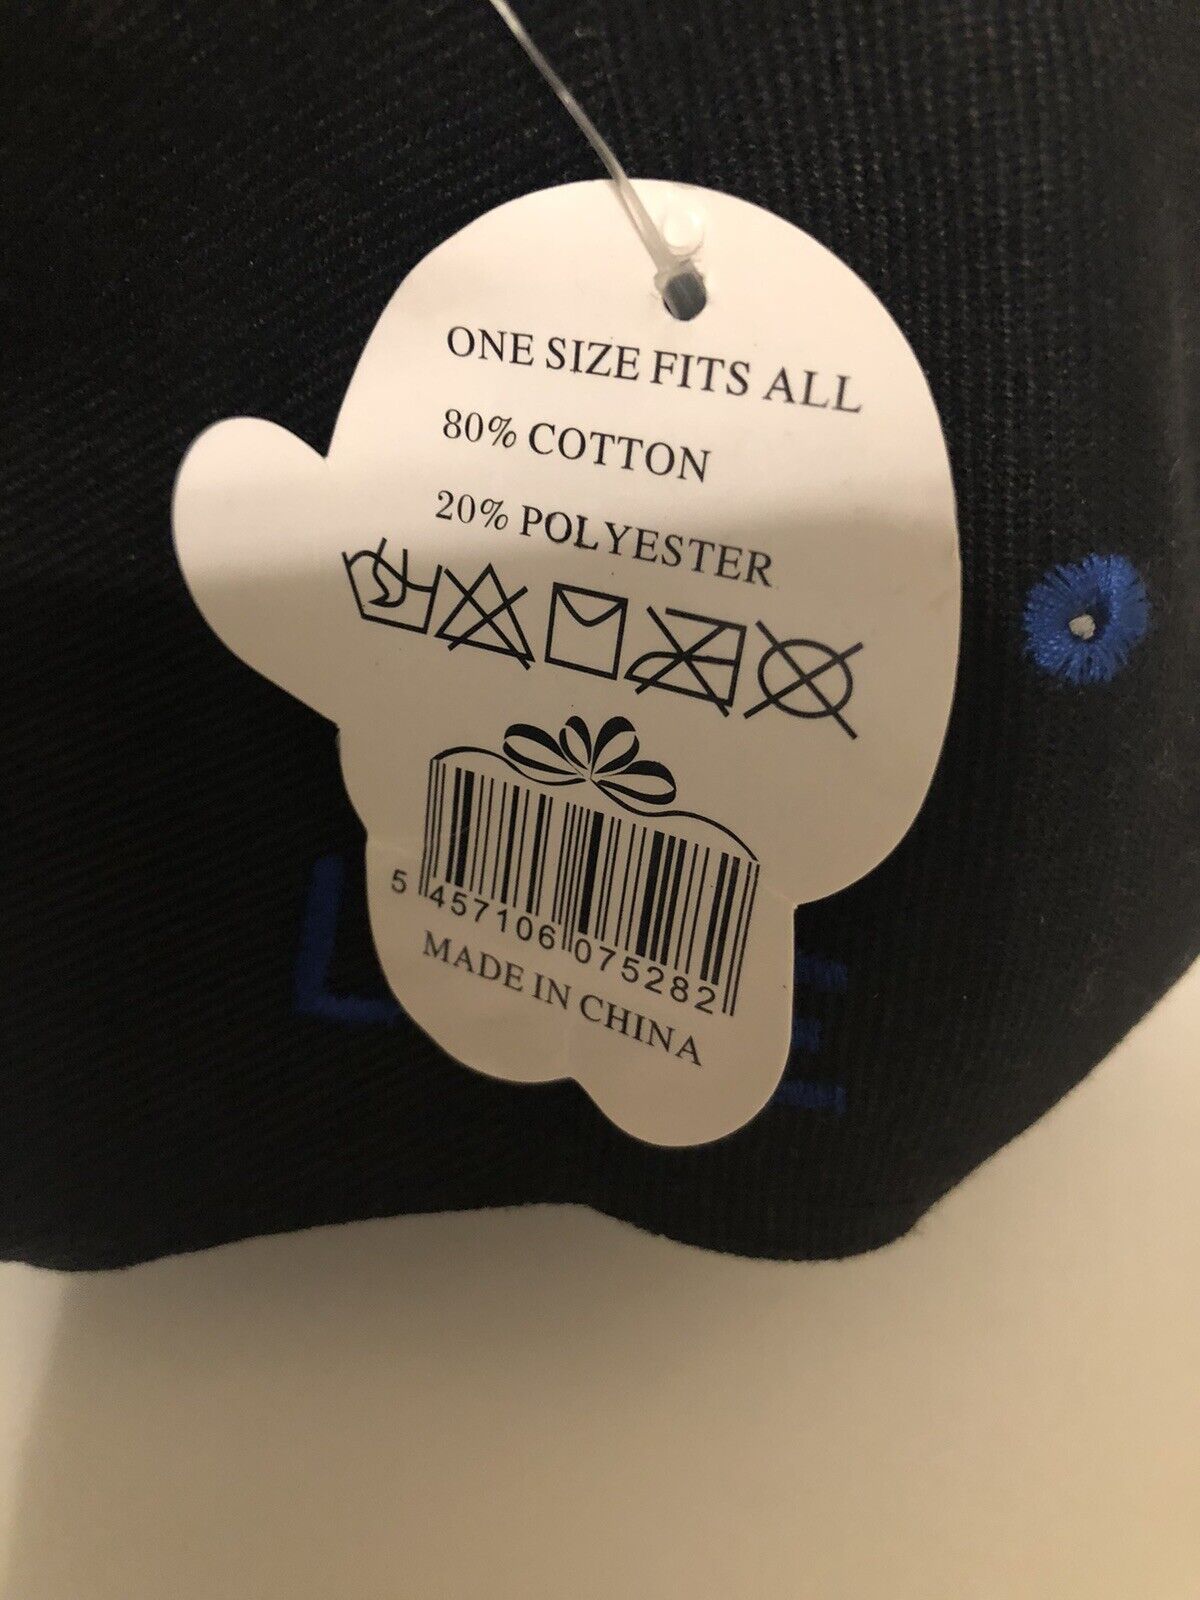 ONE SIZE FITS ALL
80% COTTON
20% POLYESTER
5 457106 075282
MADE IN CHINA
L E